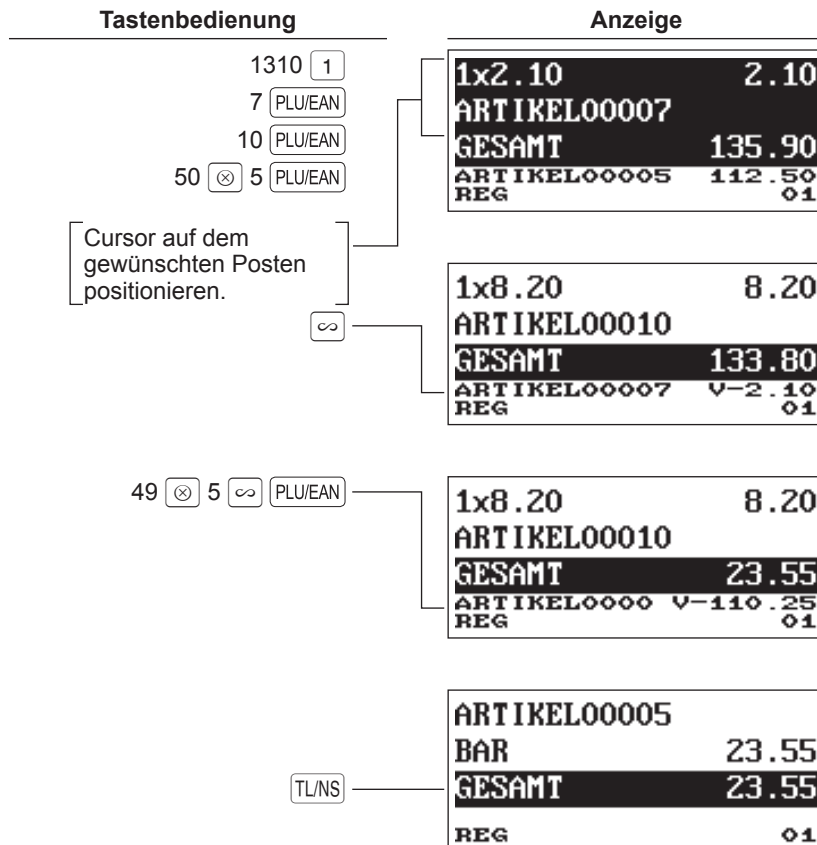 Tastenbedienung Anzeige
1310 1
7 PLU/EAN
10 PLU/EAN
50 ⊗ 5 PLU/EAN
Cursor auf dem
gewünschten Posten
positionieren.
1x2.10 2.10
ARTIKEL00007
GESAMT 135.90
ARTIKEL00005 112.50
REG 01
∽
1x8.20 8.20
ARTIKEL00010
GESAMT 133.80
ARTIKEL00007 V-2.10
REG 01
49 ⊗ 5 ∽ PLU/EAN
1x8.20 8.20
ARTIKEL00010
GESAMT 23.55
ARTIKEL0000 V-110.25
REG 01
TL/NS
ARTIKEL00005
BAR 23.55
GESAMT 23.55
REG 01